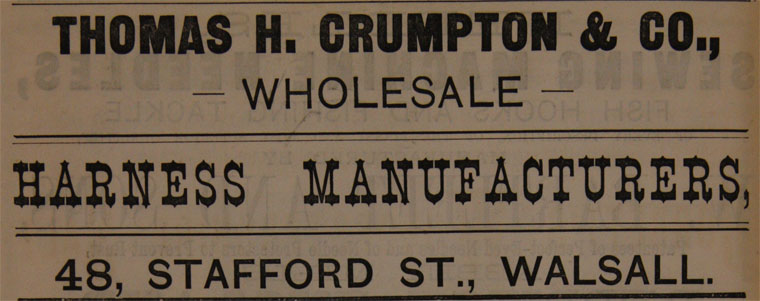 THOMAS H. CRUMPTON & CO.,
— WHOLESALE —
HARNESS MANUFACTURERS,
48, STAFFORD ST., WALSALL.